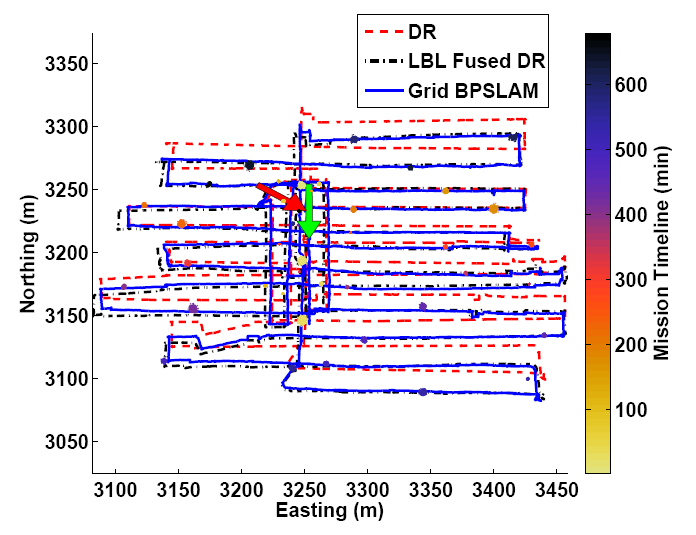 DR
LBL Fused DR
Grid BPSLAM
3350
3300
3250
3200
3150
3100
3050
Northing (m)
3100 3150 3200 3250 3300 3350 3400 3450
Easting (m)
600
500
400
300
200
100
Mission Timeline (min)